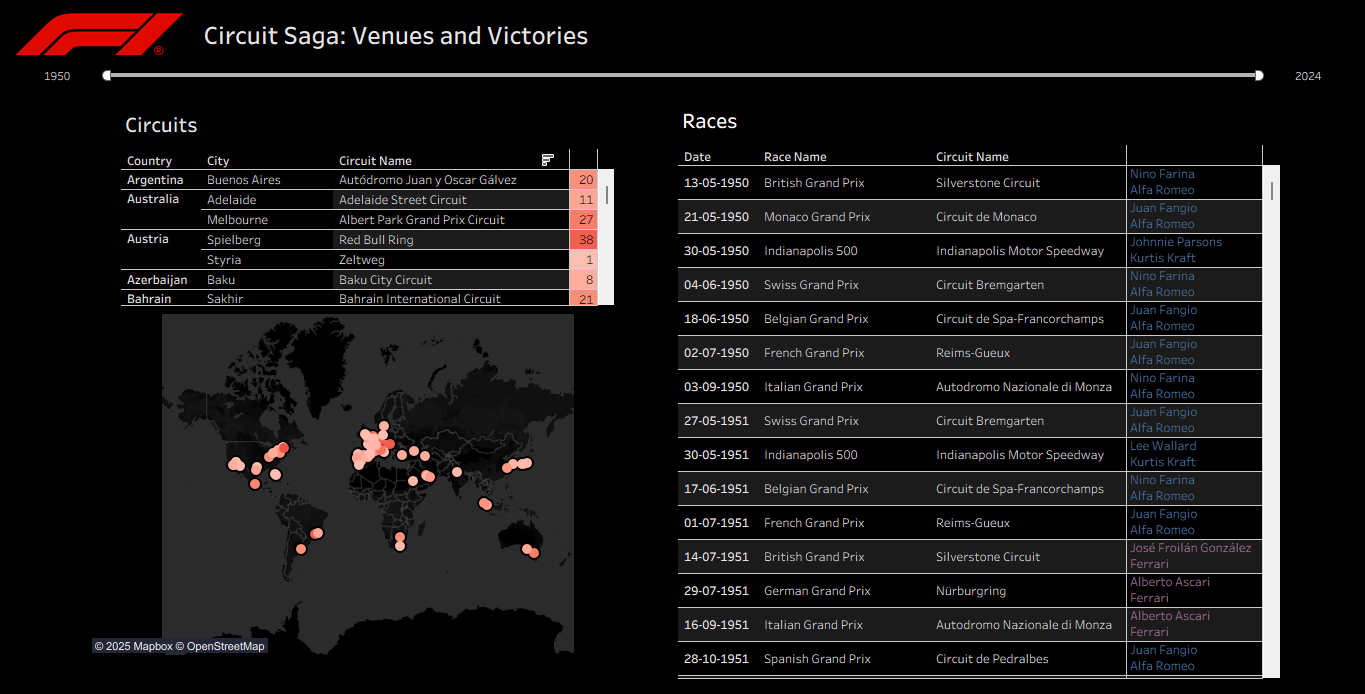 F1®
Circuit Saga: Venues and Victories
1950 2024
Circuits
Country City Circuit Name
Argentina Buenos Aires Autódromo Juan y Oscar Gálvez 20
Australia Adelaide Adelaide Street Circuit 11
Melbourne Albert Park Grand Prix Circuit 27
Austria Spielberg Red Bull Ring 38
Styria Zeltweg 1
Azerbaijan Baku Baku City Circuit 8
Bahrain Sakhir Bahrain International Circuit 21
© 2025 Mapbox © OpenStreetMap
Races
Date Race Name Circuit Name
13-05-1950 British Grand Prix Silverstone Circuit Nino Farina
Alfa Romeo
21-05-1950 Monaco Grand Prix Circuit de Monaco Juan Fangio
Alfa Romeo
30-05-1950 Indianapolis 500 Indianapolis Motor Speedway Johnnie Parsons
Kurtis Kraft
04-06-1950 Swiss Grand Prix Circuit Bremgarten Nino Farina
Alfa Romeo
18-06-1950 Belgian Grand Prix Circuit de Spa-Francorchamps Juan Fangio
Alfa Romeo
02-07-1950 French Grand Prix Reims-Gueux Juan Fangio
Alfa Romeo
03-09-1950 Italian Grand Prix Autodromo Nazionale di Monza Nino Farina
Alfa Romeo
27-05-1951 Swiss Grand Prix Circuit Bremgarten Juan Fangio
Alfa Romeo
30-05-1951 Indianapolis 500 Indianapolis Motor Speedway Lee Wallard
Kurtis Kraft
17-06-1951 Belgian Grand Prix Circuit de Spa-Francorchamps Nino Farina
Alfa Romeo
01-07-1951 French Grand Prix Reims-Gueux Juan Fangio
Alfa Romeo
14-07-1951 British Grand Prix Silverstone Circuit José Froilán González
Ferrari
29-07-1951 German Grand Prix Nürburgring Alberto Ascari
Ferrari
16-09-1951 Italian Grand Prix Autodromo Nazionale di Monza Alberto Ascari
Ferrari
28-10-1951 Spanish Grand Prix Circuit de Pedralbes Juan Fangio
Alfa Romeo